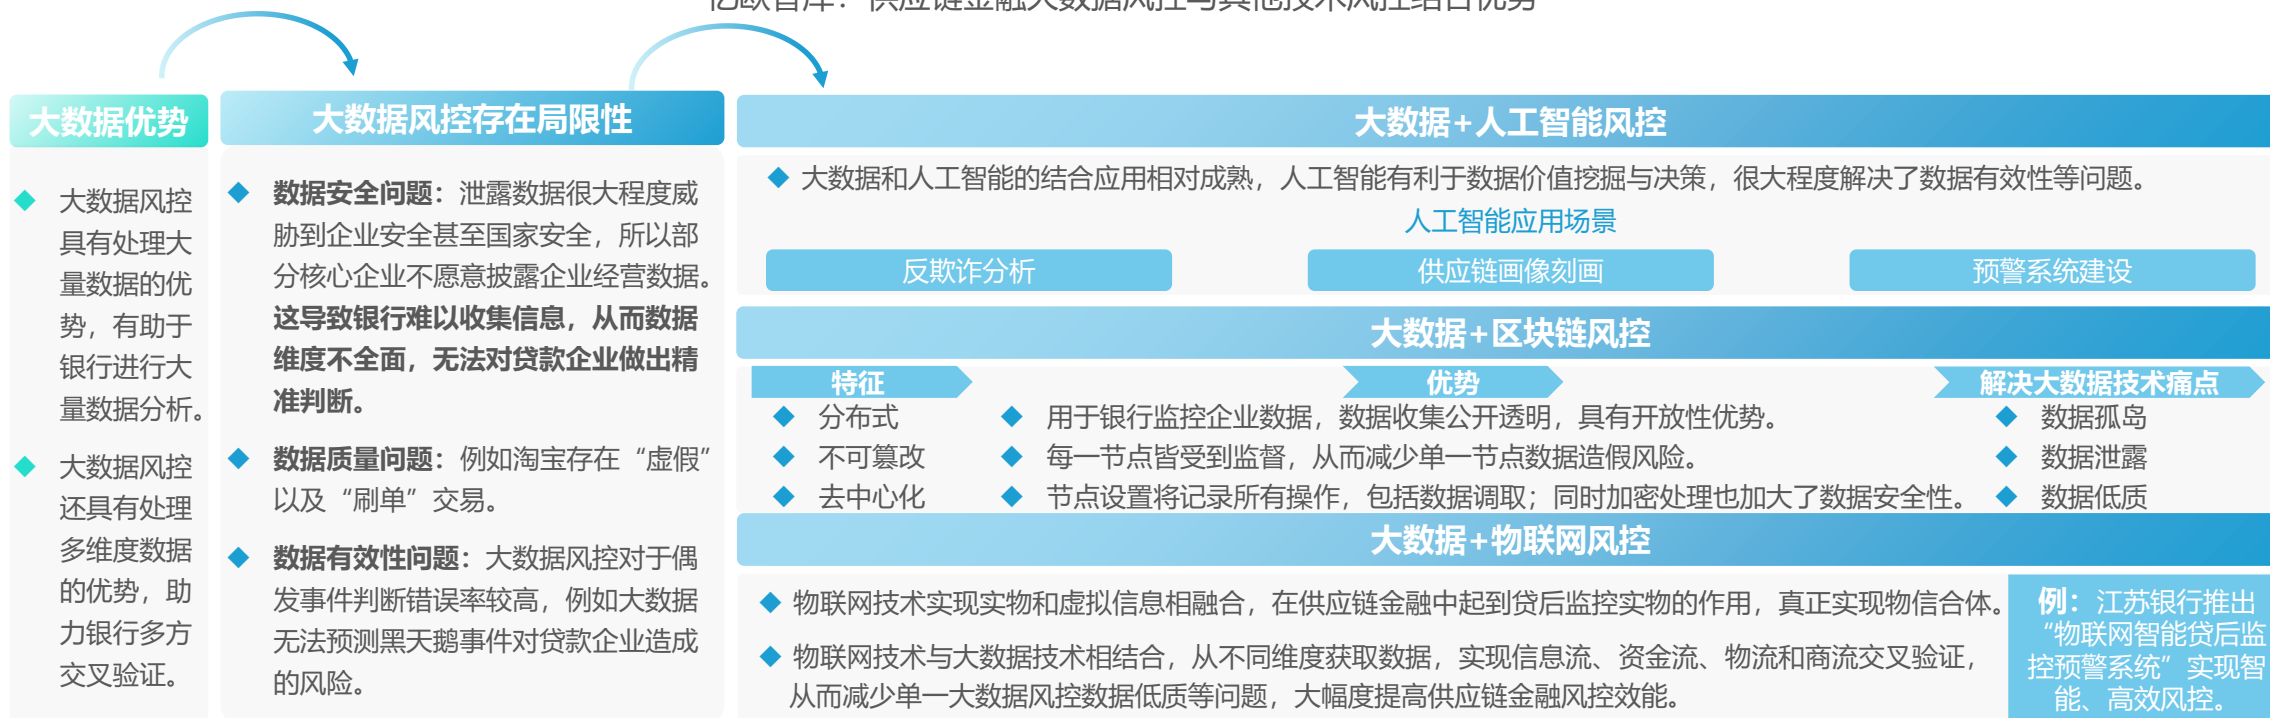 亿欧智库：供应链金融大数据风控与其他技术风控结合优势
大数据优势
大数据风控
具有处理大
量数据的优
势，有助于
银行进行大
量数据分析。
大数据风控
还具有处理
多维度数据
的优势，助
力银行多方
交叉验证。
大数据风控存在局限性
数据安全问题：泄露数据很大程度威
胁到企业安全甚至国家安全，所以部
分核心企业不愿意披露企业经营数据。
这导致银行难以收集信息，从而数据
维度不全面，无法对贷款企业做出精
准判断。
数据质量问题：例如淘宝存在“虚假”
以及“刷单”交易。
数据有效性问题：大数据风控对于偶
发事件判断错误率较高，例如大数据
无法预测黑天鹅事件对贷款企业造成
的风险。
大数据+人工智能风控
大数据和人工智能的结合应用相对成熟，人工智能有利于数据价值挖掘与决策，很大程度解决了数据有效性等问题。
人工智能应用场景
反欺诈分析
供应链画像刻画
预警系统建设
大数据+区块链风控
特征
分布式
不可篡改
去中心化
优势
用于银行监控企业数据，数据收集公开透明，具有开放性优势。
每一节点皆受到监督，从而减少单一节点数据造假风险。
节点设置将记录所有操作，包括数据调取；同时加密处理也加大了数据安全性。
解决大数据技术痛点
数据孤岛
数据泄露
数据低质
大数据+物联网风控
物联网技术实现实物和虚拟信息相融合，在供应链金融中起到贷后监控实物的作用，真正实现物信合体。
物联网技术与大数据技术相结合，从不同维度获取数据，实现信息流、资金流、物流和商流交叉验证，
从而减少单一大数据风控数据低质等问题，大幅度提高供应链金融风控效能。
例：江苏银行推出
“物联网智能贷后监
控预警系统”实现智
能、高效风控。